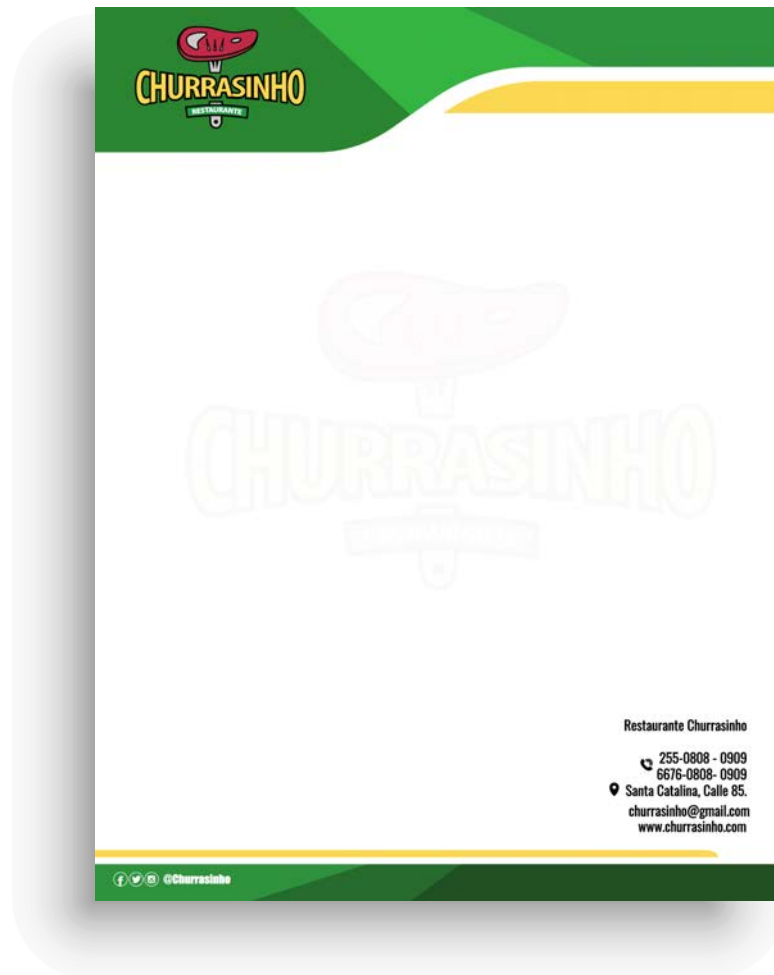 CHURRASINHO
RESTAURANTE
CHURRASINHO
RESTAURANTE
Restaurante Churrasinho
255-0808 - 0909
6676-0808- 0909
Santa Catalina, Calle 85.
churrasinho@gmail.com
www.churrasinho.com
@Churrasinho